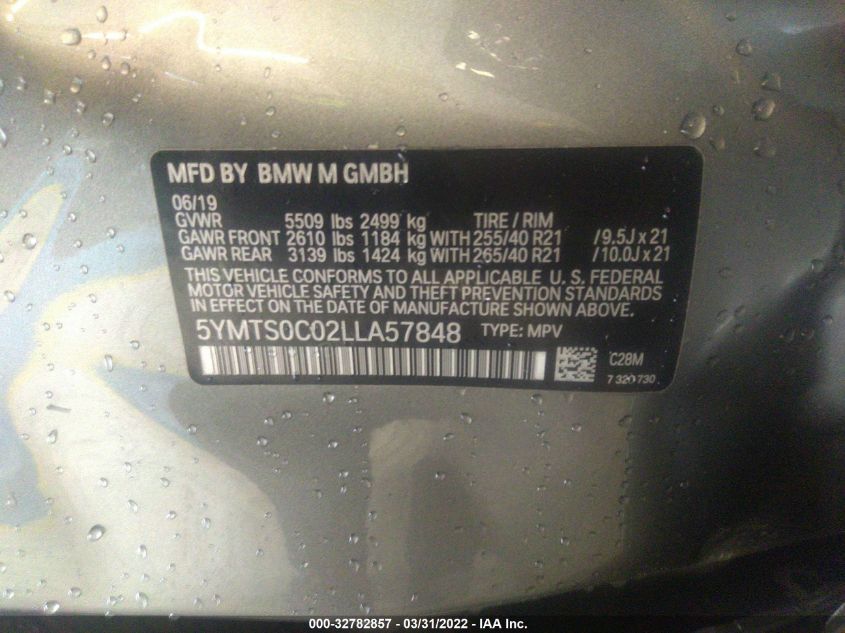 MFD BY BMW M GMBH
06/19
GVWR 5509 lbs 2499 kg TIRE / RIM
GAWR FRONT 2610 lbs 1184 kg WITH 255/40 R21 / 9.5J x 21
GAWR REAR 3139 lbs 1424 kg WITH 265/40 R21 / 10.0J x 21
THIS VEHICLE CONFORMS TO ALL APPLICABLE U. S. FEDERAL
MOTOR VEHICLE SAFETY AND THEFT PREVENTION STANDARDS
IN EFFECT ON THE DATE OF MANUFACTURE SHOWN ABOVE.
5YMTS0C02LLA57848 TYPE: MPV
C28M
7 320 730
000-32782857 - 03/31/2022 - IAA Inc.